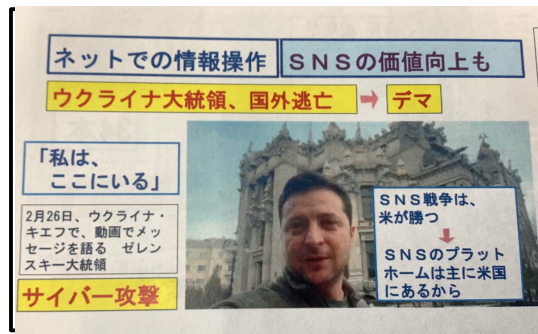 ネットでの情報操作
SNSの価値向上も
ウクライナ大統領、国外逃亡 → デマ
「私は、
ここにいる」
2月26日、ウクライナ・
キエフで、動画でメッ
セージを語る ゼレン
スキー大統領
サイバー攻撃
SNS戦争は、
米が勝つ
↓
SNSのプラット
ホームは主に米国
にあるから